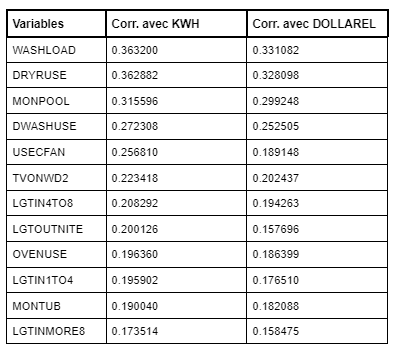 Variables Corr. avec KWH Corr. avec DOLLAREL
WASHLOAD 0.363200 0.331082
DRYRUSE 0.362882 0.328098
MONPOOL 0.315596 0.299248
DWASHUSE 0.272308 0.252505
USECFAN 0.256810 0.189148
TVONWD2 0.223418 0.202437
LGTIN4TO8 0.208292 0.194263
LGTOUTNITE 0.200126 0.157696
OVENUSE 0.196360 0.186399
LGTIN1TO4 0.195902 0.176510
MONTUB 0.190040 0.182088
LGTINMORE8 0.173514 0.158475